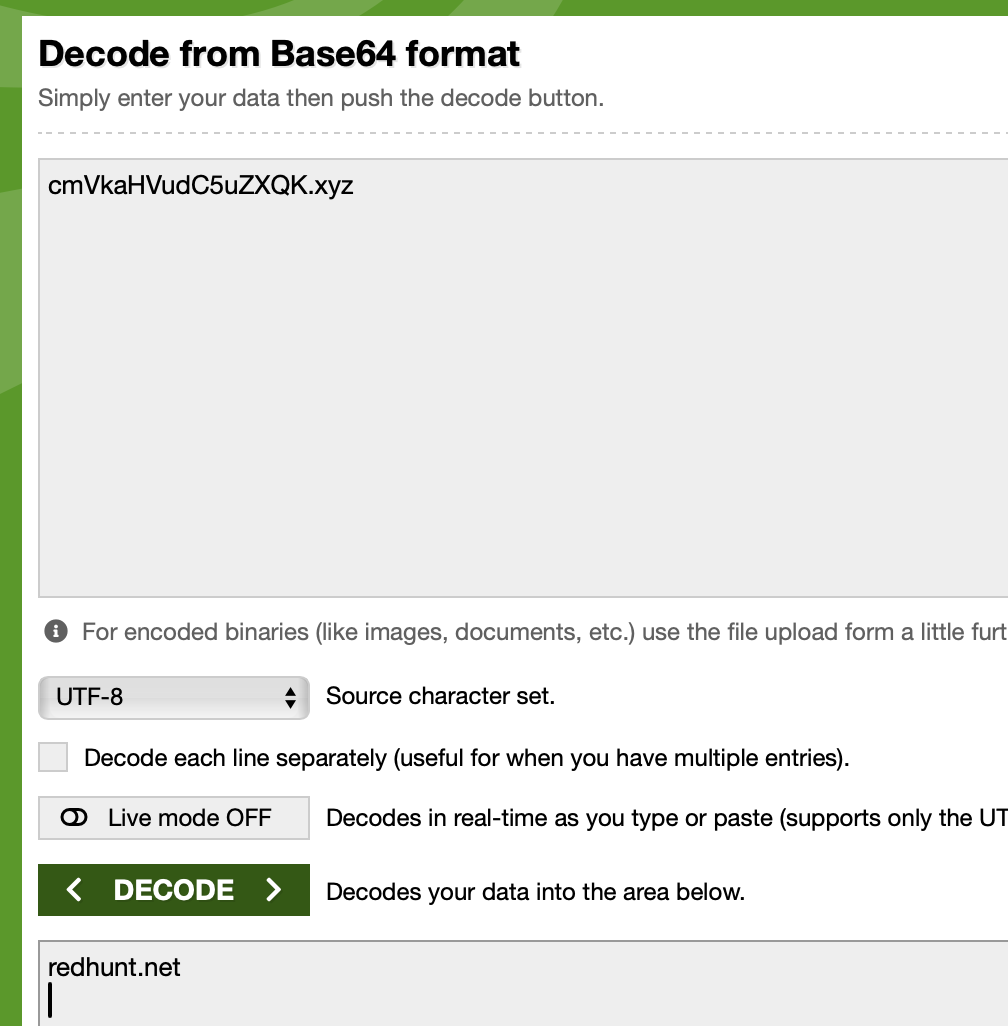 Decode from Base64 format
Simply enter your data then push the decode button.
cmVkaHVudC5uZXQK.xyz
For encoded binaries (like images, documents, etc.) use the file upload form a little furt
UTF-8
Source character set.
Decode each line separately (useful for when you have multiple entries).
Live mode OFF
Decodes in real-time as you type or paste (supports only the UT
DECODE
Decodes your data into the area below.
redhunt.net